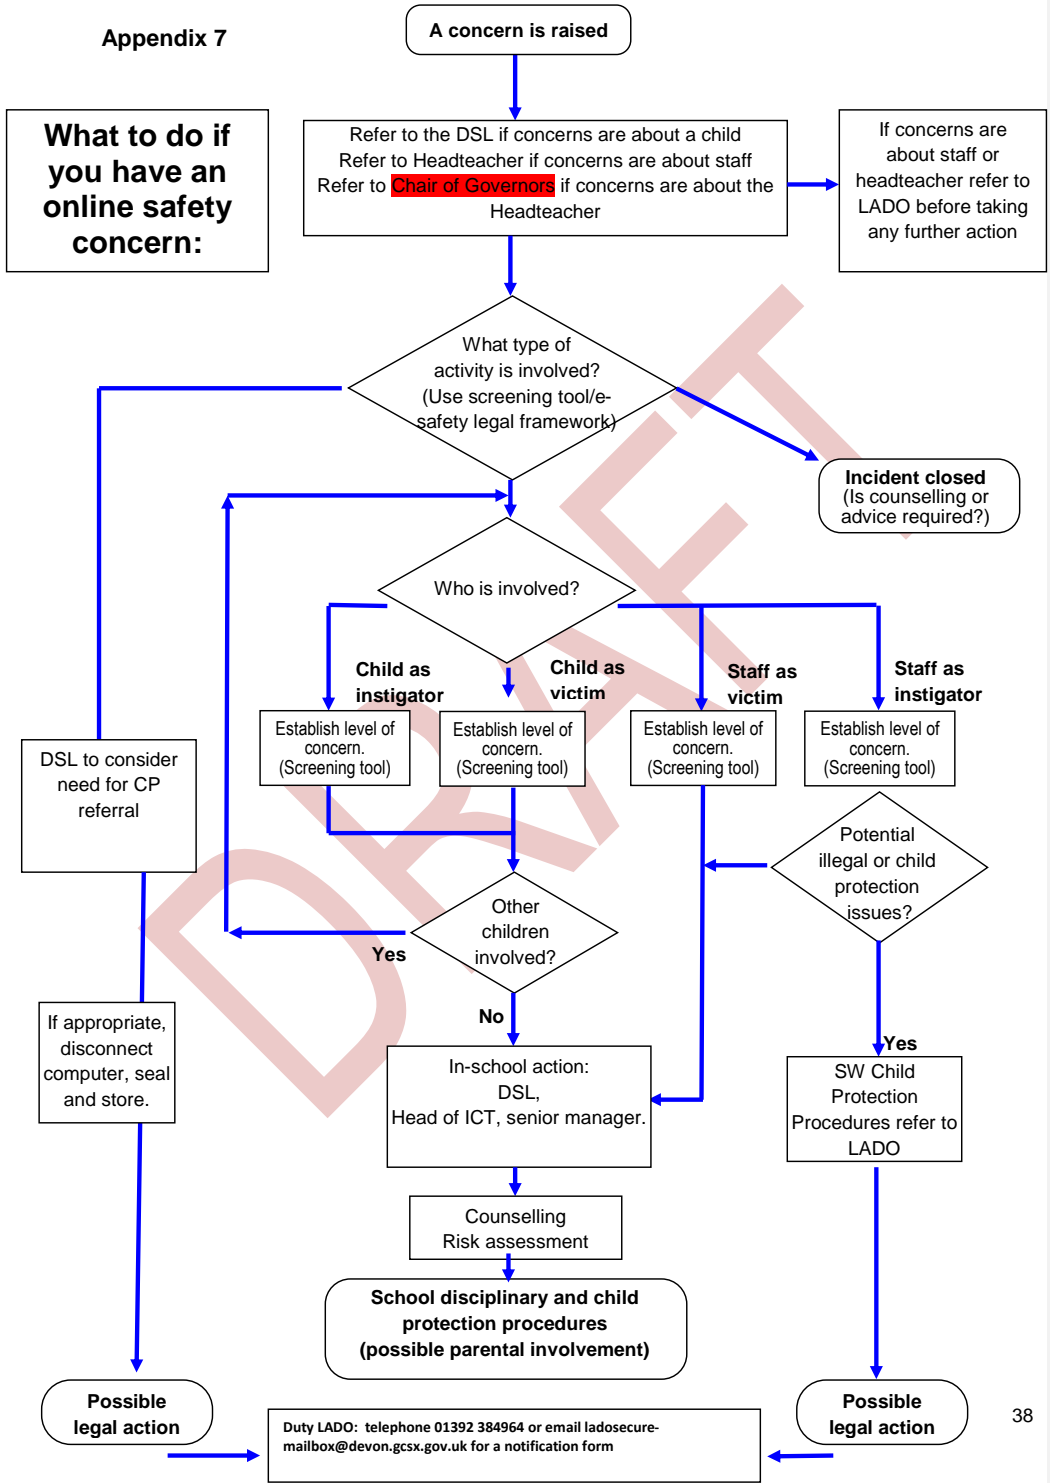 Appendix 7
A concern is raised
What to do if
you have an
online safety
concern:
Refer to the DSL if concerns are about a child
Refer to Headteacher if concerns are about staff
Refer to Chair of Governors if concerns are about the
Headteacher
If concerns are
about staff or
headteacher refer to
LADO before taking
any further action
What type of
activity is involved?
(Use screening tool/e-
safety legal framework)
Incident closed
(Is counselling or
advice required?)
Who is involved?
Child as
instigator
Child as
victim
Staff as
victim
Staff as
instigator
Establish level of
concern.
(Screening tool)
Establish level of
concern.
(Screening tool)
Establish level of
concern.
(Screening tool)
Establish level of
concern.
(Screening tool)
DSL to consider
need for CP
referral
Potential
illegal or child
protection
issues?
Other
children
involved?
Yes
No
Yes
If appropriate,
disconnect
computer, seal
and store.
In-school action:
DSL,
Head of ICT, senior manager.
SW Child
Protection
Procedures refer to
LADO
Counselling
Risk assessment
School disciplinary and child
protection procedures
(possible parental involvement)
Possible
legal action
Possible
legal action
Duty LADO: telephone 01392 384964 or email ladosecure-
mailbox@devon.gcsx.gov.uk for a notification form
38
DRAFT